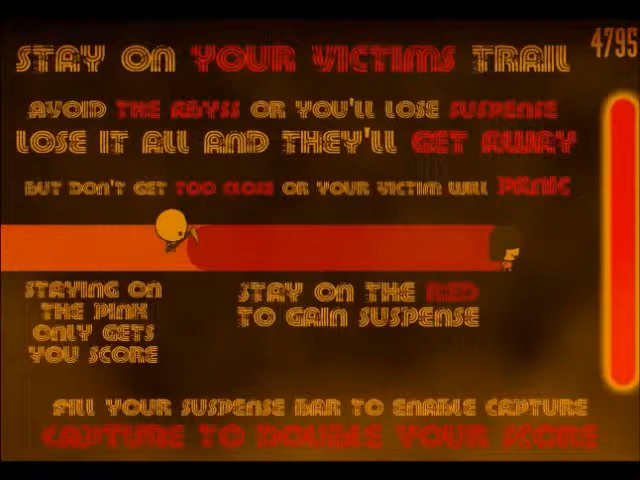 4795
STAY ON YOUR VICTIMS TRAIL
AVOID THE ABYSS OR YOU'LL LOSE SUSPENSE
LOSE IT ALL AND THEY'LL GET AWAY
BUT DON'T GET TOO CLOSE OR YOUR VICTIM WILL PANIC
STAYING ON
THE PINK
ONLY GETS
YOU SCORE
STAY ON THE RED
TO GAIN SUSPENSE
FILL YOUR SUSPENSE BAR TO ENABLE CAPTURE
CAPTURE TO DOUBLE YOUR SCORE